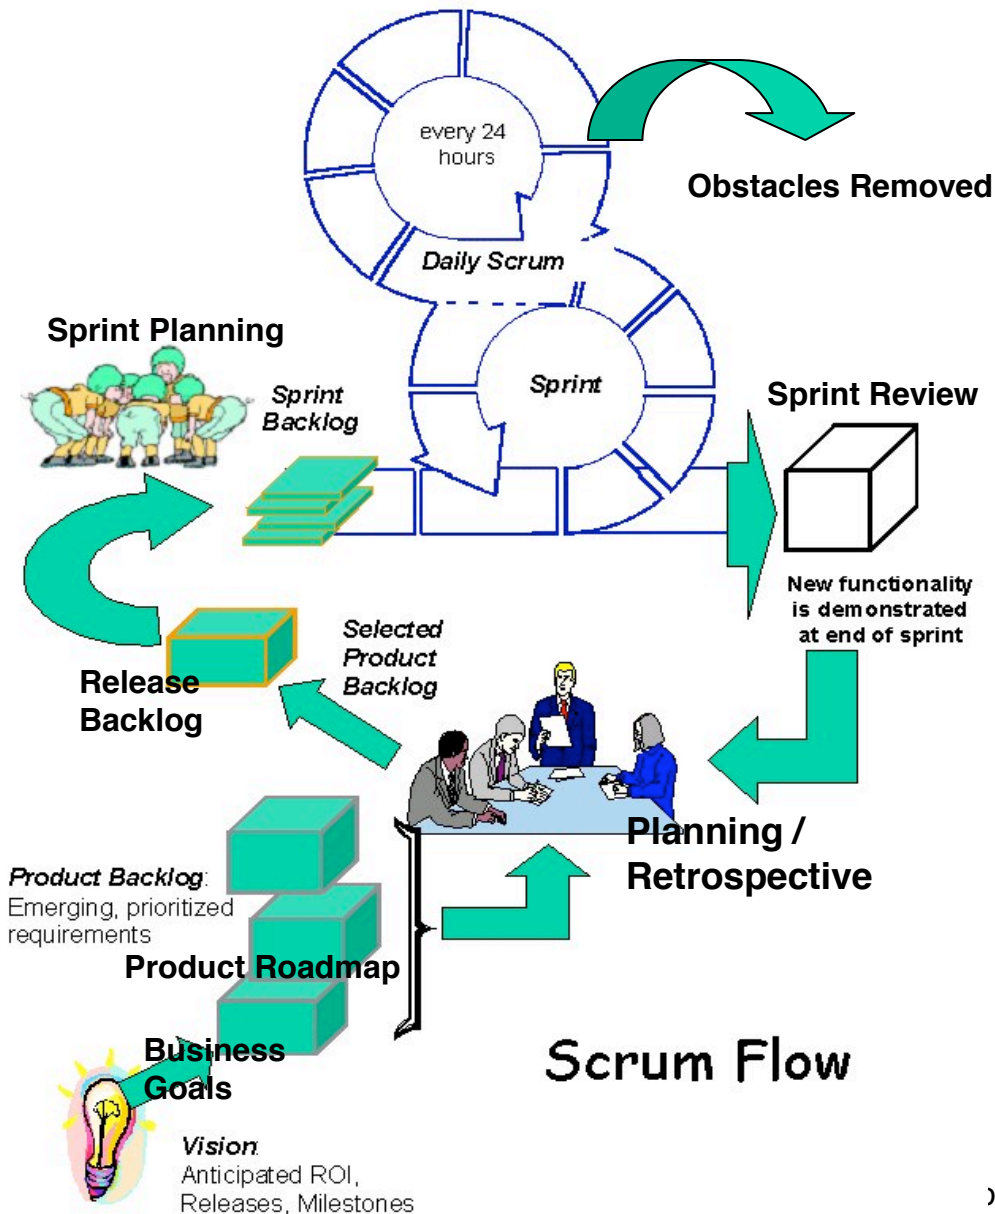 every 24
hours
Obstacles Removed
Daily Scrum
Sprint Planning
Sprint
Backlog
Sprint
Sprint Review
New functionality
is demonstrated
at end of sprint
Selected
Product
Backlog
Release
Backlog
Planning /
Retrospective
Product Backlog:
Emerging, prioritized
requirements
Product Roadmap
Business
Goals
Scrum Flow
Vision:
Anticipated ROI,
Releases, Milestones